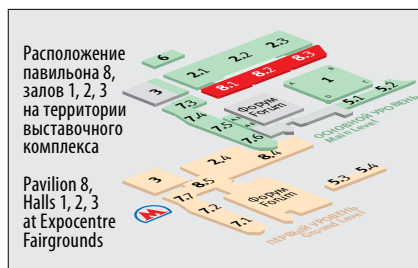 Расположение
павильона 8,
залов 1, 2, 3
на территории
выставочного
комплекса
Pavilion 8,
Halls 1, 2, 3
at Expocentre
Fairgrounds
6
2.1
2.2
2.3
3
8.1
8.2
8.3
1
A
B
C
D
7.3
7.4
7.5
7.6
Форум
Forum
5.1
5.2
ОСНОВНОЙ УРОВЕНЬ
Main Level
3
2.4
8.4
8.5
7.7
7.2
7.1
Форум
Forum
5.3
5.4
ПЕРВЫЙ УРОВЕНЬ
Ground Level
М